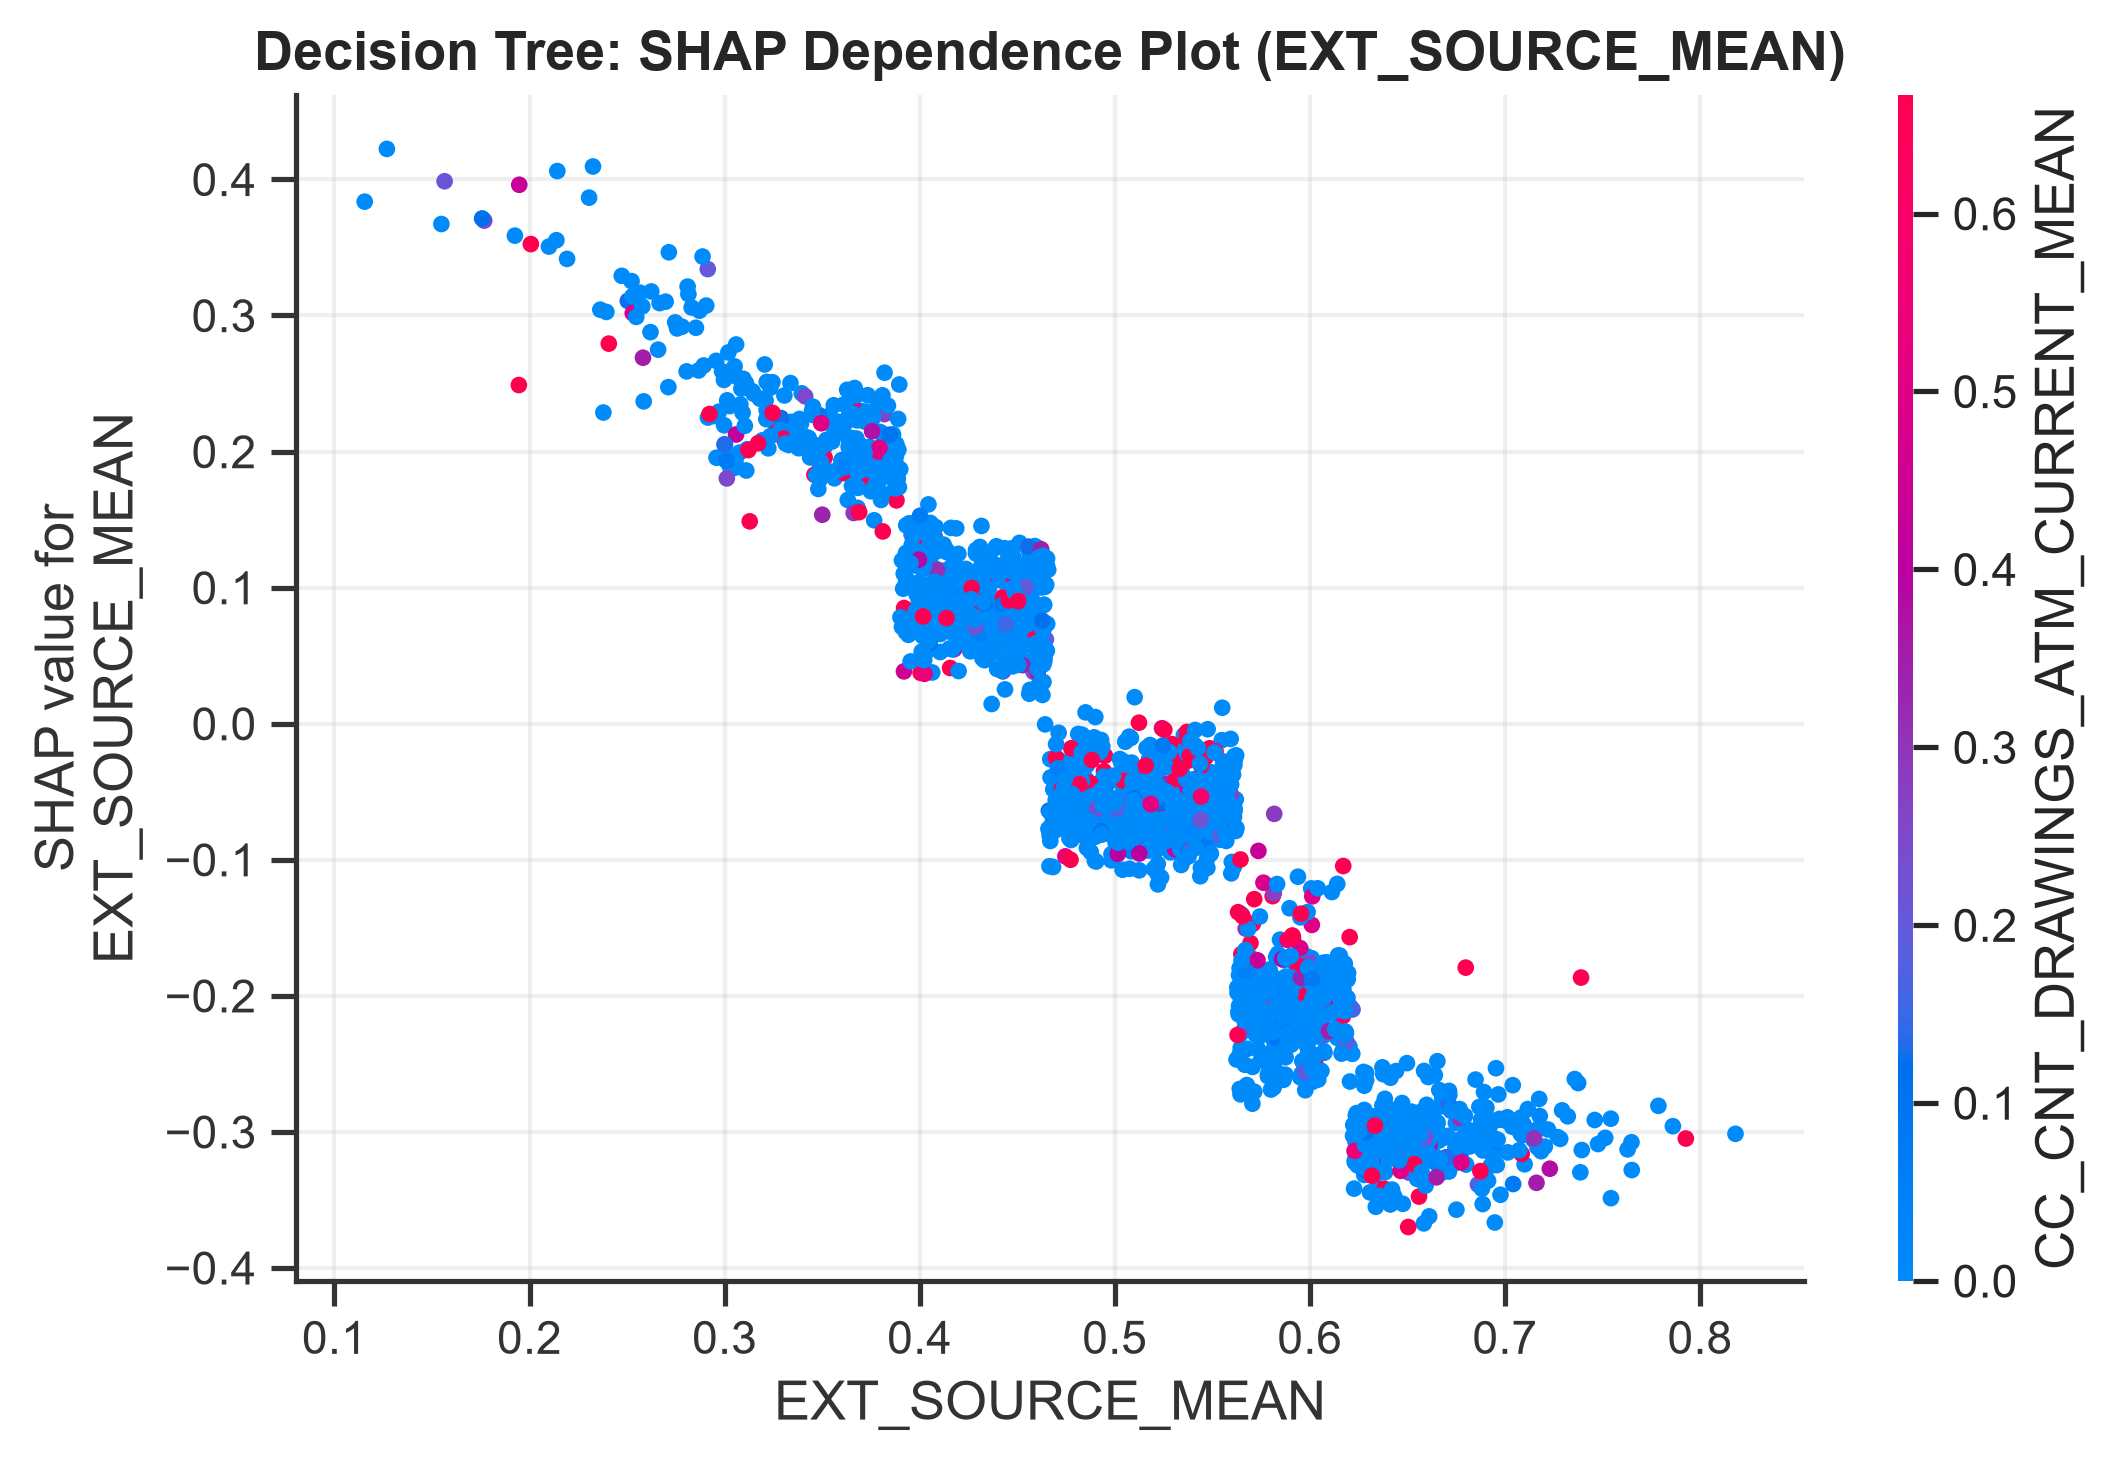 Decision Tree: SHAP Dependence Plot (EXT_SOURCE_MEAN)
SHAP value for
EXT_SOURCE_MEAN
0.4
0.3
0.2
0.1
0.0
−0.1
−0.2
−0.3
−0.4
0.1 0.2 0.3 0.4 0.5 0.6 0.7 0.8
EXT_SOURCE_MEAN
0.6
0.5
0.4
0.3
0.2
0.1
0.0
CC_CNT_DRAWINGS_ATM_CURRENT_MEAN